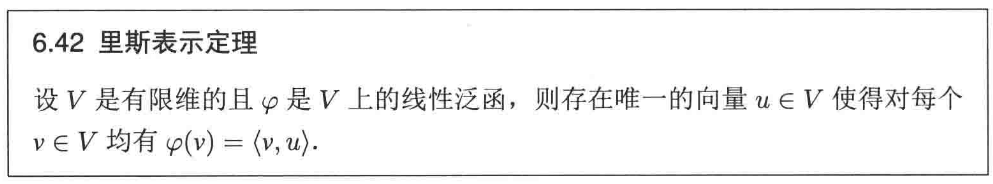 6.42 里斯表示定理
设 V 是有限维的且 φ 是 V 上的线性泛函，则存在唯一的向量 u ∈ V 使得对每个
v ∈ V 均有 φ(v) = ⟨v, u⟩.